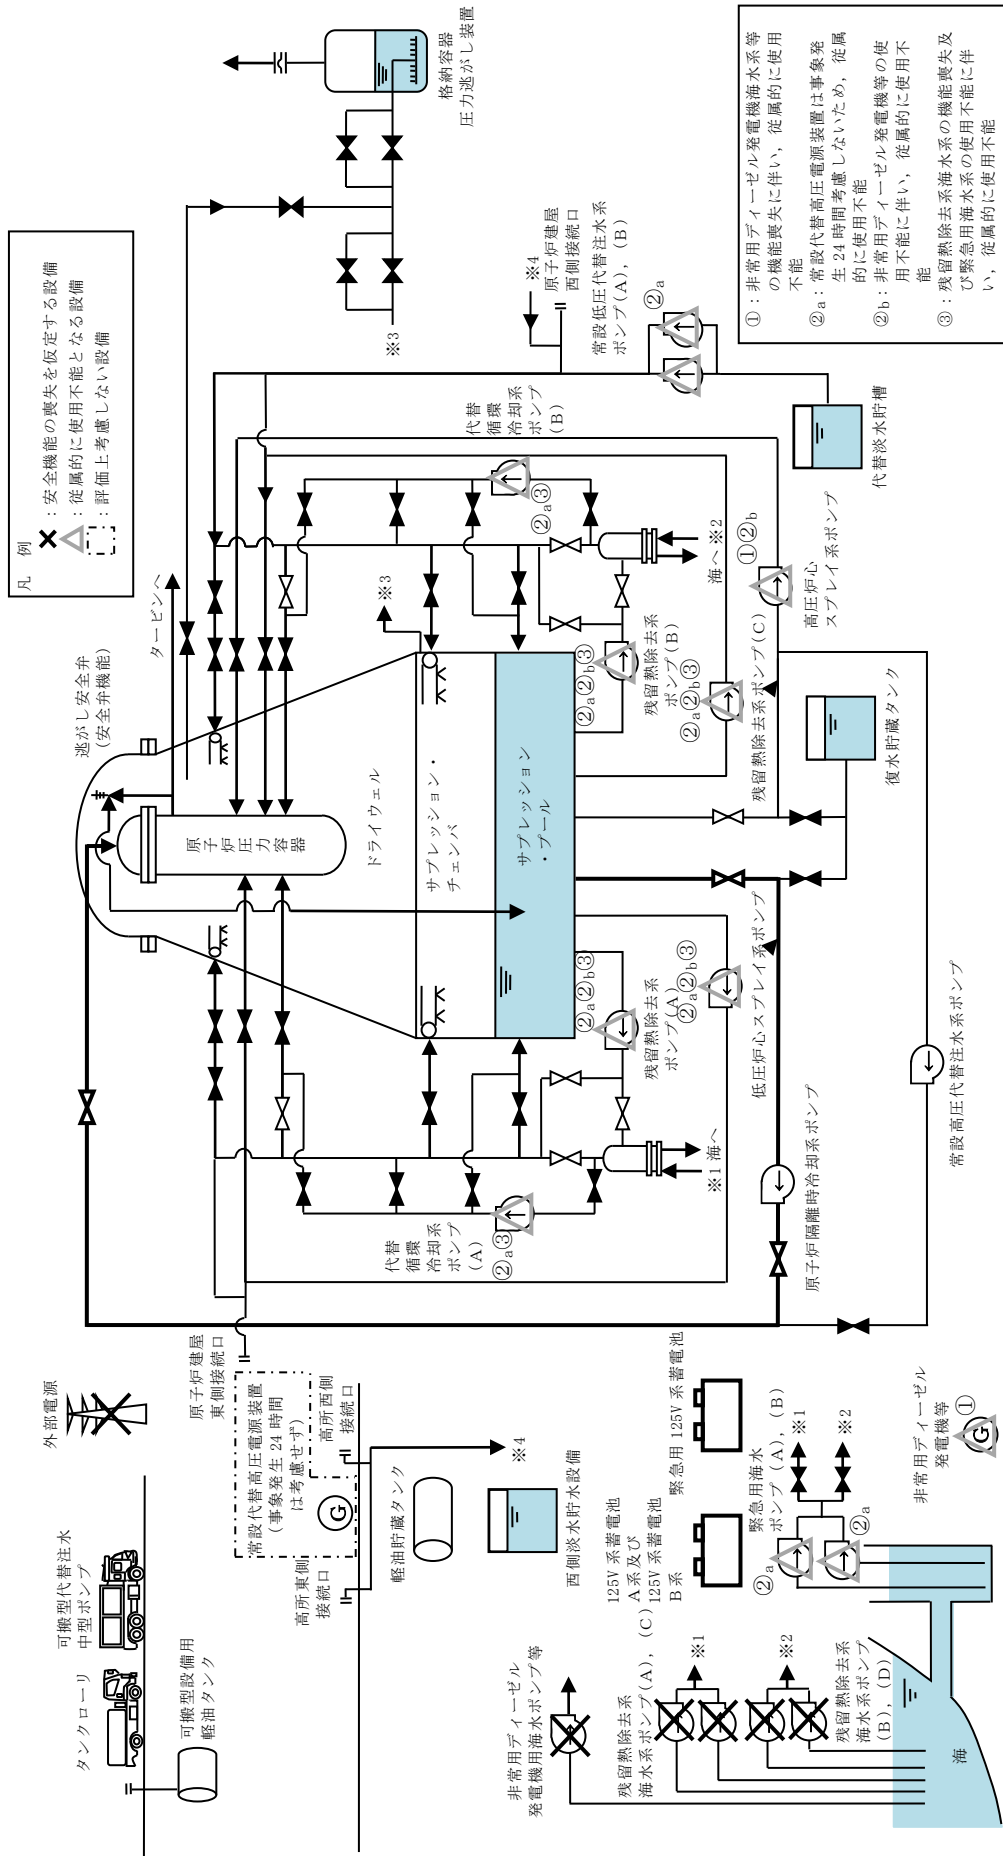 外部電源
可搬型代替注水
中型ポンプ
タンクローリ
可搬型設備用
軽油タンク
原子炉建屋
東側接続口
常設代替高圧電源装置
(事象発生24時間
は考慮せず)
高所西側
接続口
G
高所東側
接続口
軽油貯蔵タンク
※4
西側淡水貯水設備
125V系蓄電池
A系及び
125V系蓄電池
B系
緊急用125V系蓄電池
非常用ディーゼル
発電機用海水ポンプ等
残留熱除去系
海水系ポンプ(A), (C)
※1
※2
残留熱除去系
海水系ポンプ
(B), (D)
海
緊急用海水
ポンプ(A), (B)
②a
②a
※1
※2
非常用ディーゼル
発電機等
①
G
凡 例
:安全機能の喪失を仮定する設備
:従属的に使用不能となる設備
:評価上考慮しない設備
逃がし安全弁
(安全弁機能)
タービンへ
原子炉圧力容器
ドライウェル
サプレッション・
チェンバ
サプレッション
・プール
代替
循環
冷却系
ポンプ
(A)
②a③
※1 海へ
残留熱除去系
ポンプ(A)
②a②b③
低圧炉心スプレイ系ポンプ
②a②b③
原子炉隔離時冷却系ポンプ
常設高圧代替注水系ポンプ
※3
代替
循環
冷却系
ポンプ
(B)
②a③
海へ※2
残留熱除去系
ポンプ(B)
②a②b③
残留熱除去系ポンプ(C)
②a②b③
高圧炉心
スプレイ系ポンプ
①②b
復水貯蔵タンク
代替淡水貯槽
常設低圧代替注水系
ポンプ(A), (B)
②a
※4
原子炉建屋
西側接続口
※3
格納容器
圧力逃がし装置
①:非常用ディーゼル発電機海水系等
の機能喪失に伴い，従属的に使用
不能
②a:常設代替高圧電源装置は事象発
生24時間考慮しないため，従属
的に使用不能
②b:非常用ディーゼル発電機等の使
用不能に伴い，従属的に使用不
能
③:残留熱除去系海水系の機能喪失及
び緊急用海水系の使用不能に伴
い，従属的に使用不能